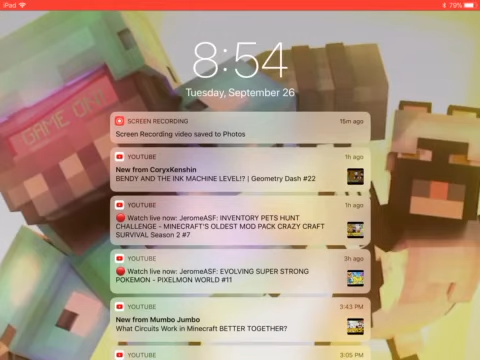 iPad
79%
8:54
Tuesday, September 26
GAME ON!
SCREEN RECORDING 15m ago
Screen Recording video saved to Photos
YOUTUBE 1h ago
New from CoryxKenshin
BENDY AND THE INK MACHINE LEVEL!? | Geometry Dash #22
YOUTUBE 1h ago
🔴 Watch live now: JeromeASF: INVENTORY PETS HUNT
CHALLENGE - MINECRAFT'S OLDEST MOD PACK CRAZY CRAFT
SURVIVAL Season 2 #7
YOUTUBE 3h ago
🔴 Watch live now: JeromeASF: EVOLVING SUPER STRONG
POKEMON - PIXELMON WORLD #11
YOUTUBE 3:43 PM
New from Mumbo Jumbo
What Circuits Work in Minecraft BETTER TOGETHER?
YOUTUBE 3:05 PM